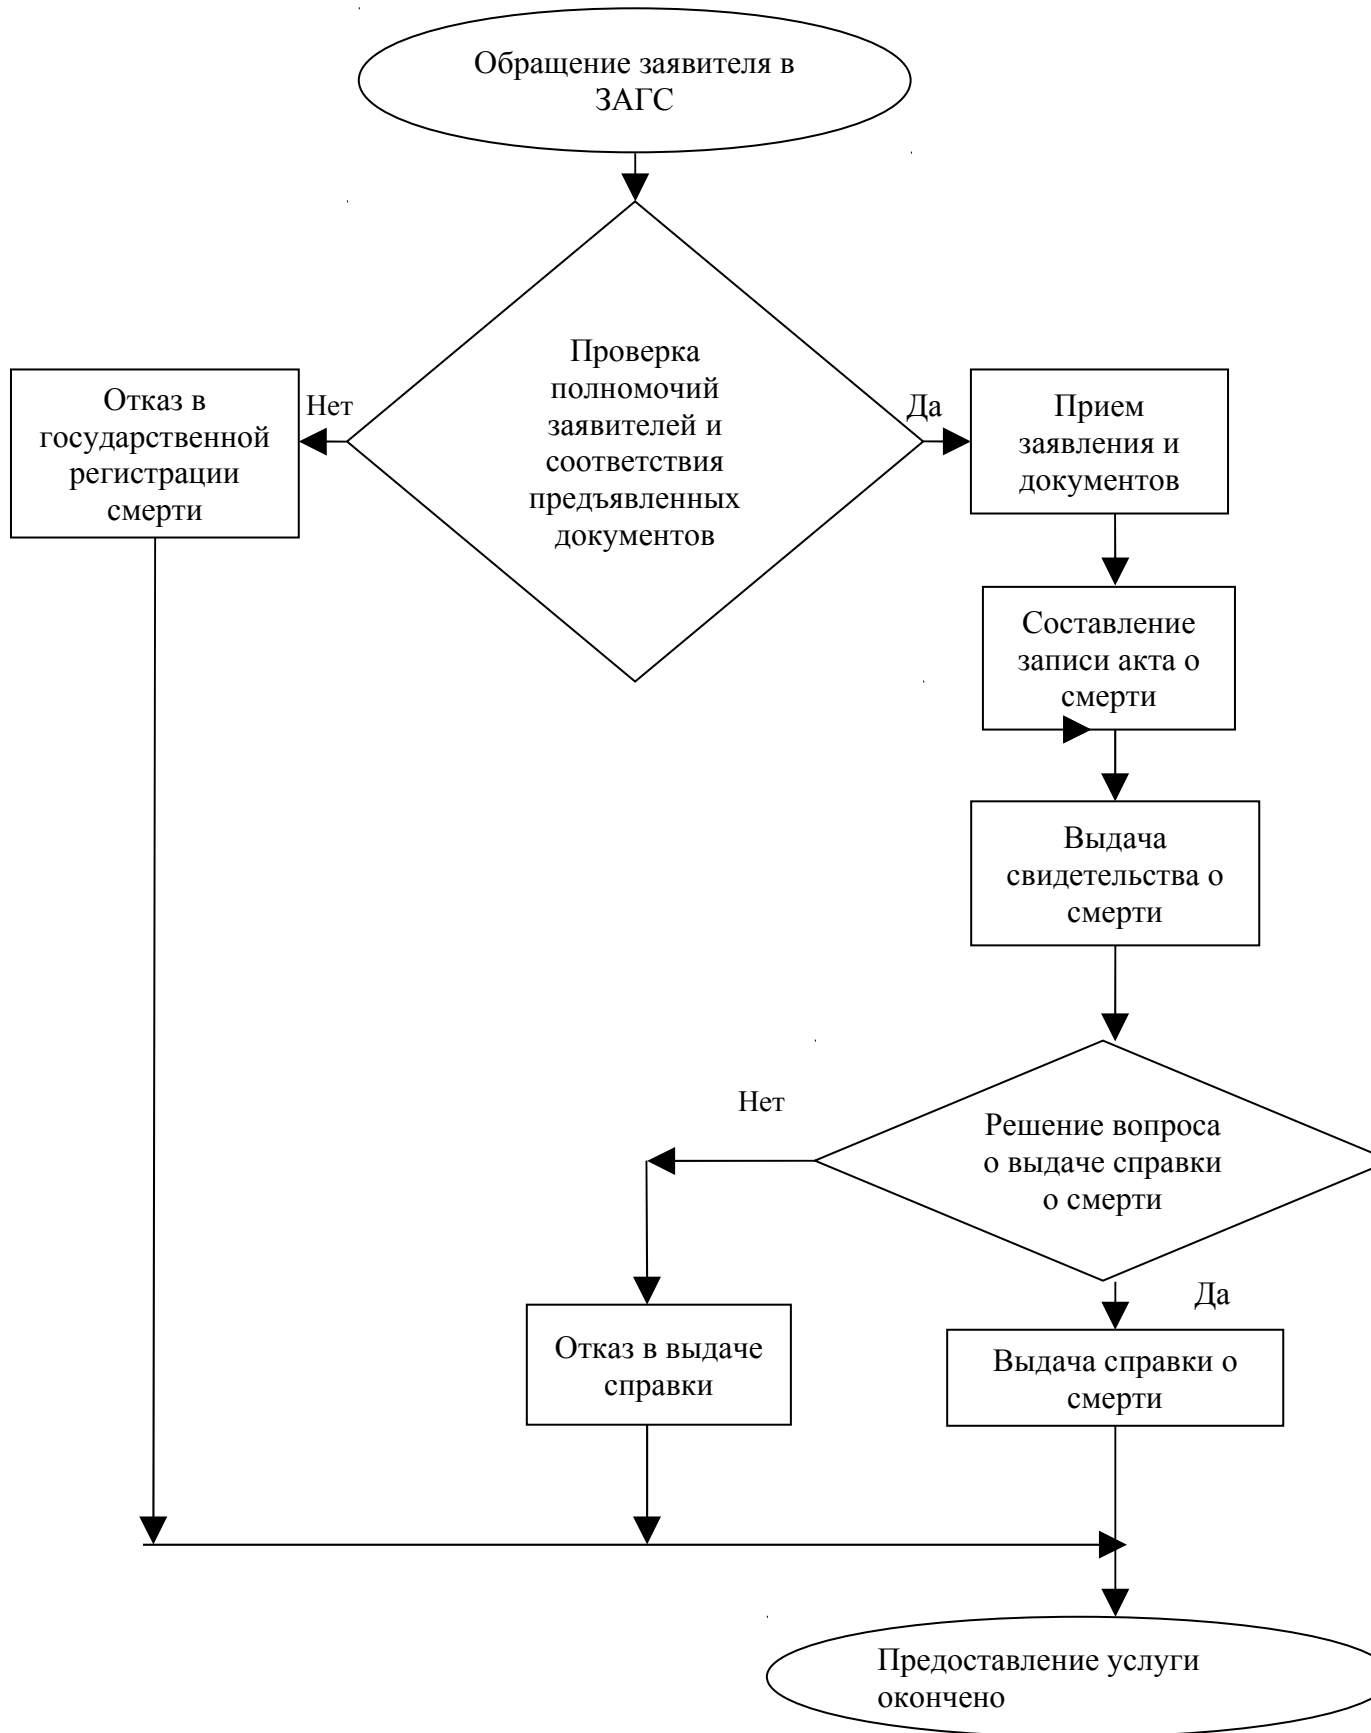 Обращение заявителя в
ЗАГС
Проверка
полномочий
заявителей и
соответствия
предъявленных
документов
Нет
Отказ в
государственной
регистрации
смерти
Да
Прием
заявления и
документов
Составление
записи акта о
смерти
Выдача
свидетельства о
смерти
Решение вопроса
о выдаче справки
о смерти
Нет
Отказ в выдаче
справки
Да
Выдача справки о
смерти
Предоставление услуги
окончено